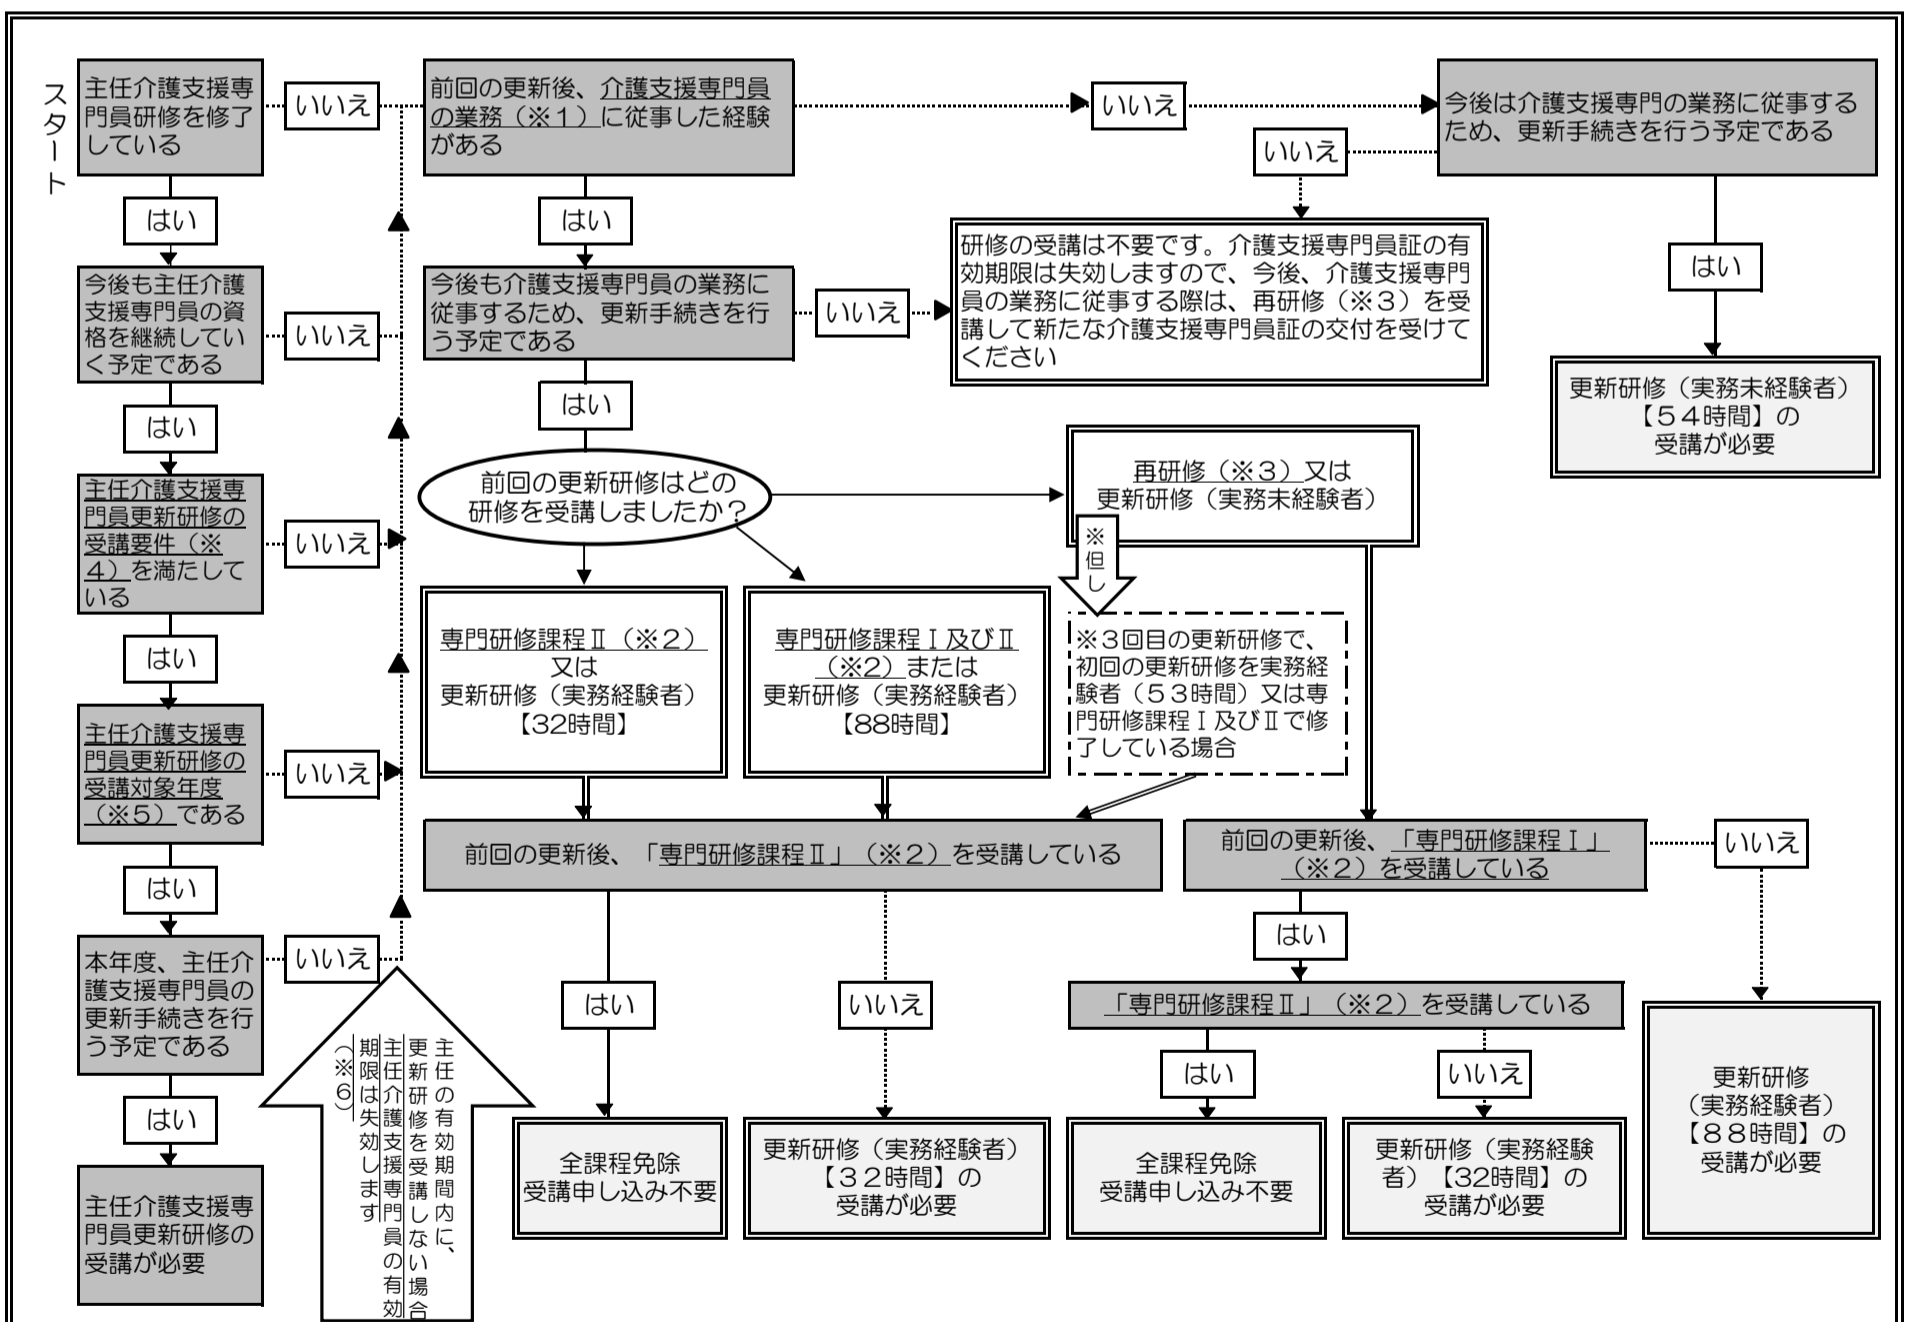 スタート
主任介護支援専
門員研修を修了
している
いいえ
はい
今後も主任介護
支援専門員の資
格を継続してい
く予定である
いいえ
はい
主任介護支援専
門員更新研修の
受講要件（※
４）を満たして
いる
いいえ
はい
主任介護支援専
門員更新研修の
受講対象年度
（※５）である
いいえ
はい
本年度、主任介
護支援専門員の
更新手続きを行
う予定である
いいえ
はい
主任介護支援専
門員更新研修の
受講が必要
主任の有効期間内に、
更新研修を受講しない場合
主任介護支援専門員の有効
期限は失効します
（※６）
前回の更新後、介護支援専門員
の業務（※１）に従事した経験
がある
いいえ
はい
今後は介護支援専門の業務に従事する
ため、更新手続きを行う予定である
いいえ
はい
今後も介護支援専門員の業務に
従事するため、更新手続きを行
う予定である
いいえ
はい
研修の受講は不要です。介護支援専門員証の有
効期限は失効しますので、今後、介護支援専門
員の業務に従事する際は、再研修（※３）を受
講して新たな介護支援専門員証の交付を受けて
ください
更新研修（実務未経験者）
【５４時間】の
受講が必要
前回の更新研修はどの
研修を受講しましたか？
再研修（※３）又は
更新研修（実務未経験者）
※但し
専門研修課程Ⅱ（※２）
又は
更新研修（実務経験者）
【32時間】
専門研修課程Ⅰ及びⅡ
（※2）または
更新研修（実務経験者）
【88時間】
※３回目の更新研修で、
初回の更新研修を実務経
験者（５３時間）又は専
門研修課程Ⅰ及びⅡで修
了している場合
前回の更新後、「専門研修課程Ⅱ」（※２）を受講している
前回の更新後、「専門研修課程Ⅰ」
（※２）を受講している
いいえ
はい
「専門研修課程Ⅱ」（※２）を受講している
はい
いいえ
はい
いいえ
全課程免除
受講申し込み不要
更新研修（実務経験者）
【３２時間】の
受講が必要
全課程免除
受講申し込み不要
更新研修（実務経験
者）【32時間】の
受講が必要
更新研修
（実務経験者）
【８８時間】の
受講が必要